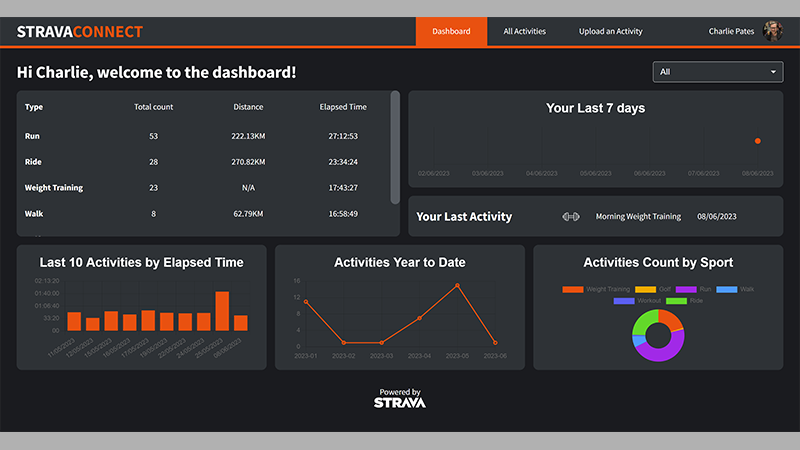 STRAVACONNECT
Dashboard
All Activities
Upload an Activity
Charlie Pates
Hi Charlie, welcome to the dashboard!
All
Type Total count Distance Elapsed Time
Run 53 222.13KM 27:12:53
Ride 28 270.82KM 23:34:24
Weight Training 23 N/A 17:43:27
Walk 8 62.79KM 16:58:49
Your Last 7 days
02/06/2023 03/06/2023 04/06/2023 05/06/2023 06/06/2023 07/06/2023 08/06/2023
Your Last Activity Morning Weight Training 08/06/2023
Last 10 Activities by Elapsed Time
02:13:20
01:40:00
01:06:40
33:20
00
11/05/2023 12/05/2023 15/05/2023 16/05/2023 17/05/2023 19/05/2023 22/05/2023 24/05/2023 25/05/2023 08/06/2023
Activities Year to Date
16
12
8
4
0
2023-01 2023-02 2023-03 2023-04 2023-05 2023-06
Activities Count by Sport
Weight Training Golf Run Walk
Workout Ride
Powered by
STRAVA